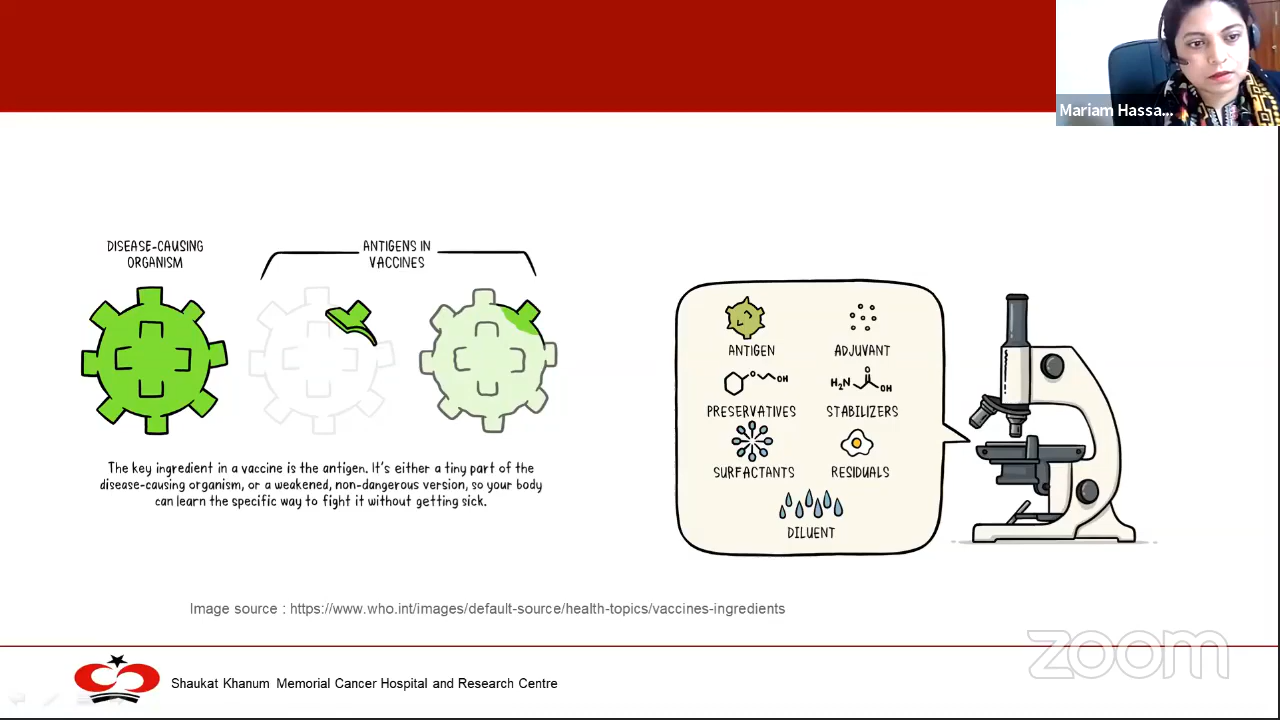 Mariam Hassa...
DISEASE-CAUSING
ORGANISM
ANTIGENS IN
VACCINES
The key ingredient in a vaccine is the antigen. It's either a tiny part of the
disease-causing organism, or a weakened, non-dangerous version, so your body
can learn the specific way to fight it without getting sick.
ANTIGEN
ADJUVANT
O OH
H₂N O OH
PRESERVATIVES
STABILIZERS
SURFACTANTS
RESIDUALS
DILUENT
Image source : https://www.who.int/images/default-source/health-topics/vaccines-ingredients
zoom
Shaukat Khanum Memorial Cancer Hospital and Research Centre